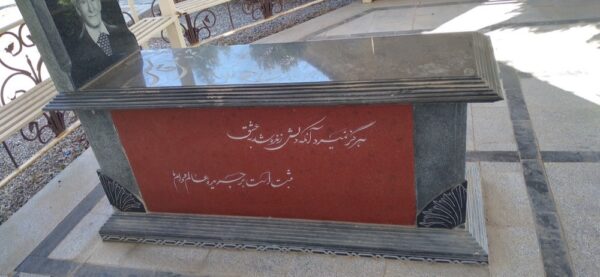 هرگز نمیرد آنکه دلش زنده شد به عشق
ثبت است بر جریده عالم دوام ما